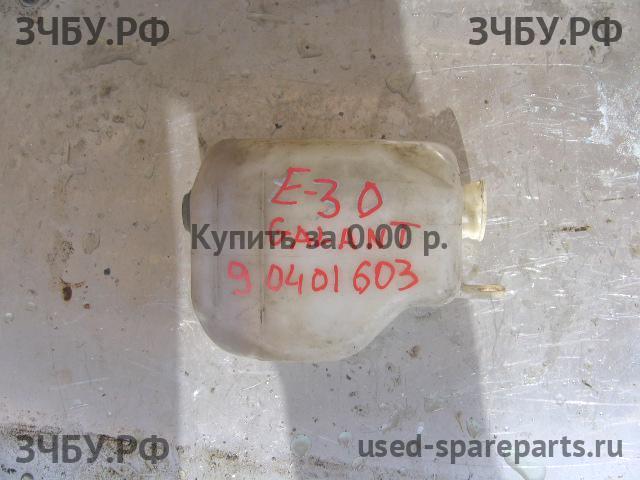 ЗЧБУ.РФ ЗЧБУ.РФ
E-30
GALANT
Купить за 0.00 р.
90401603
ЗЧБУ.РФ used-spareparts.ru